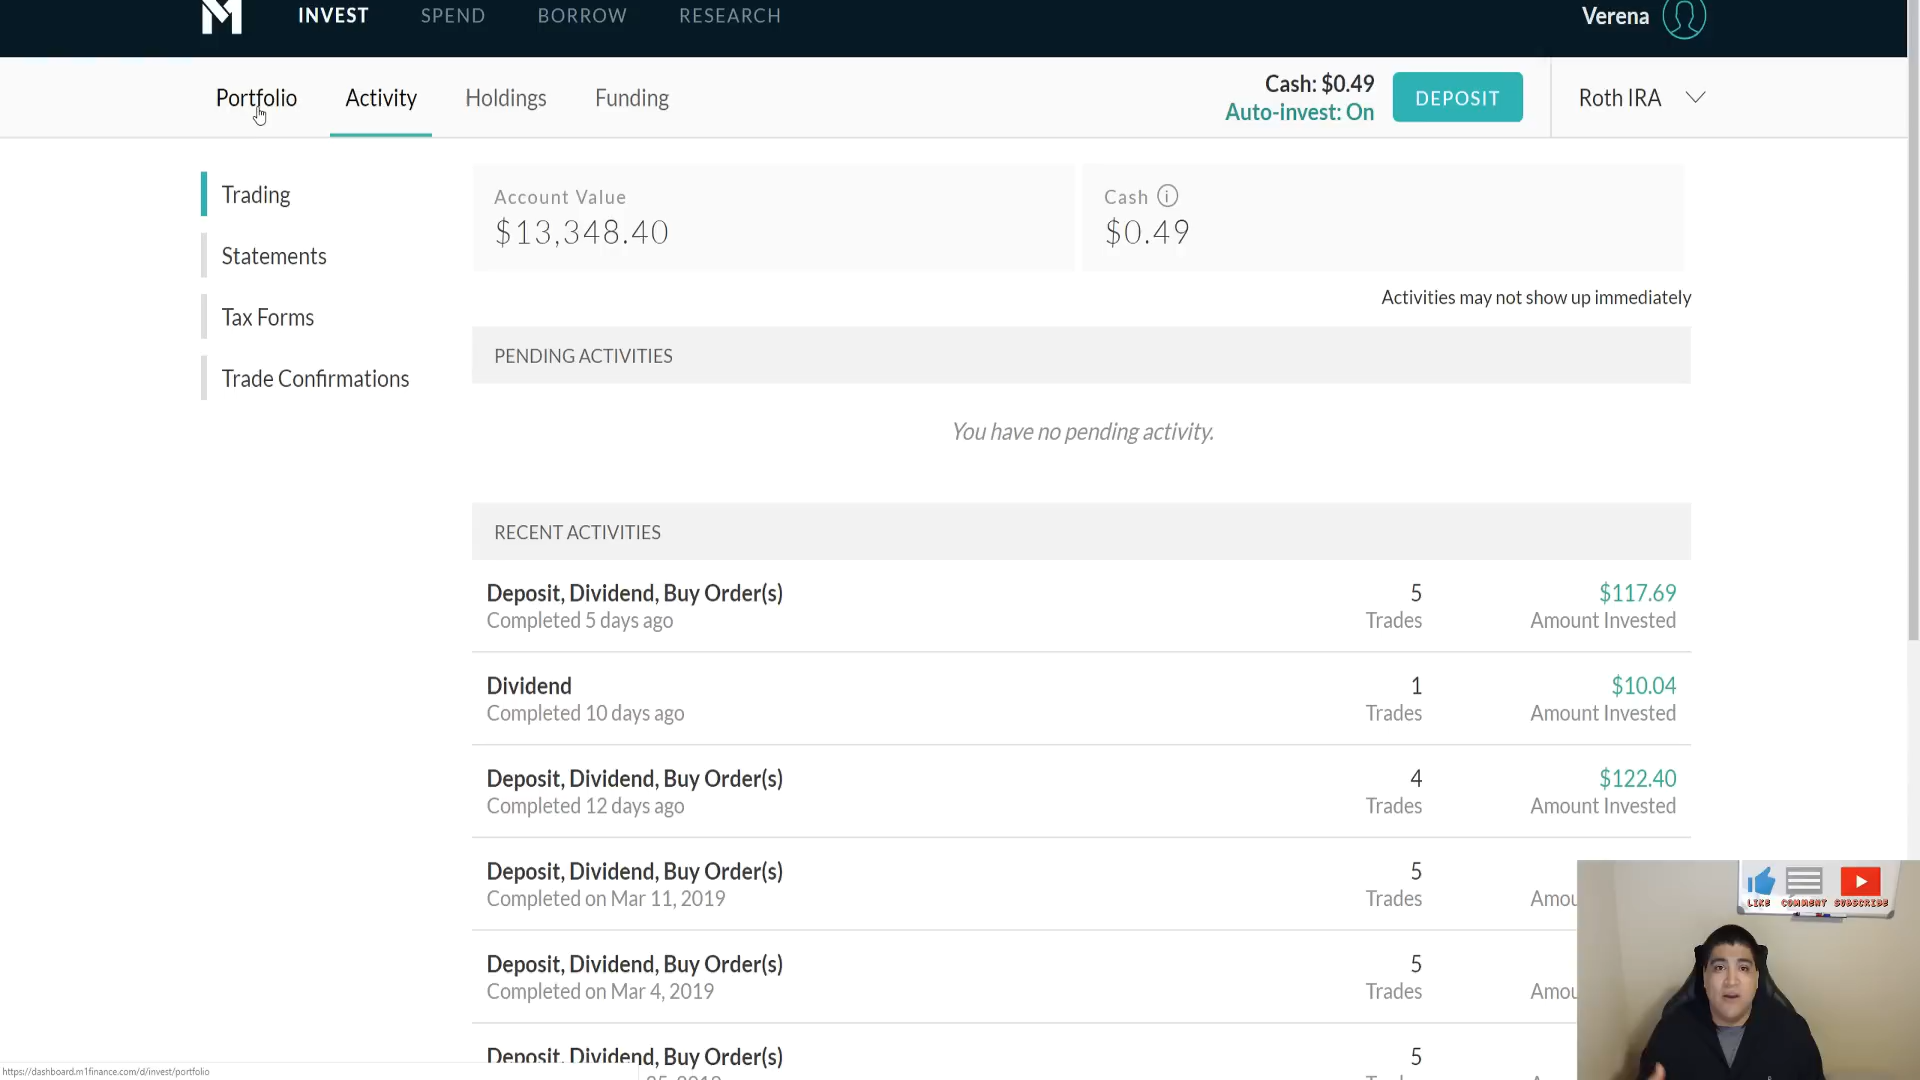 M
INVEST
SPEND
BORROW
RESEARCH
Verena
Portfolio
Activity
Holdings
Funding
Cash: $0.49
Auto-invest: On
DEPOSIT
Roth IRA
Trading
Statements
Tax Forms
Trade Confirmations
Account Value
$13,348.40
Cash
$0.49
Activities may not show up immediately
PENDING ACTIVITIES
You have no pending activity.
RECENT ACTIVITIES
Deposit, Dividend, Buy Order(s)
Completed 5 days ago
5
Trades
$117.69
Amount Invested
Dividend
Completed 10 days ago
1
Trades
$10.04
Amount Invested
Deposit, Dividend, Buy Order(s)
Completed 12 days ago
4
Trades
$122.40
Amount Invested
Deposit, Dividend, Buy Order(s)
Completed on Mar 11, 2019
5
Trades
Amou
Deposit, Dividend, Buy Order(s)
Completed on Mar 4, 2019
5
Trades
Amou
Deposit, Dividend, Buy Order(s)
5
LIKE COMMENT SUBSCRIBE
https://dashboard.m1finance.com/d/invest/portfolio